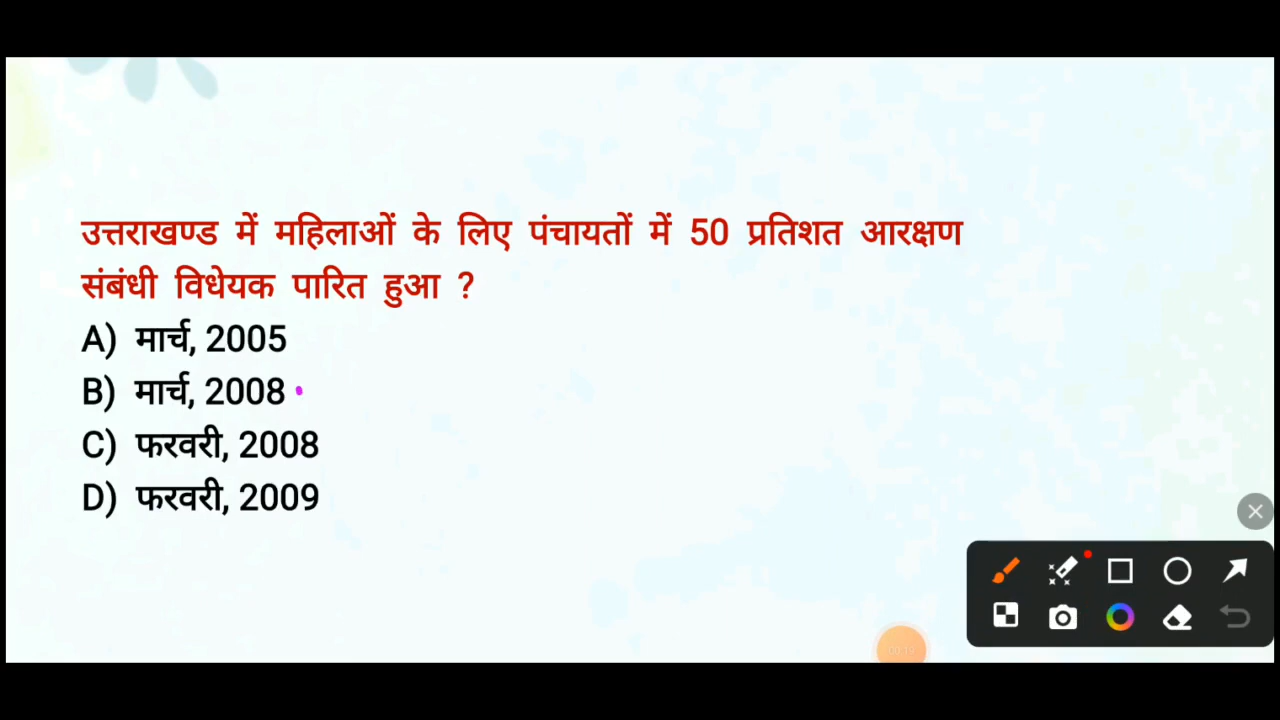 उत्तराखण्ड में महिलाओं के लिए पंचायतों में 50 प्रतिशत आरक्षण
संबंधी विधेयक पारित हुआ ?
A) मार्च, 2005
B) मार्च, 2008
C) फरवरी, 2008
D) फरवरी, 2009